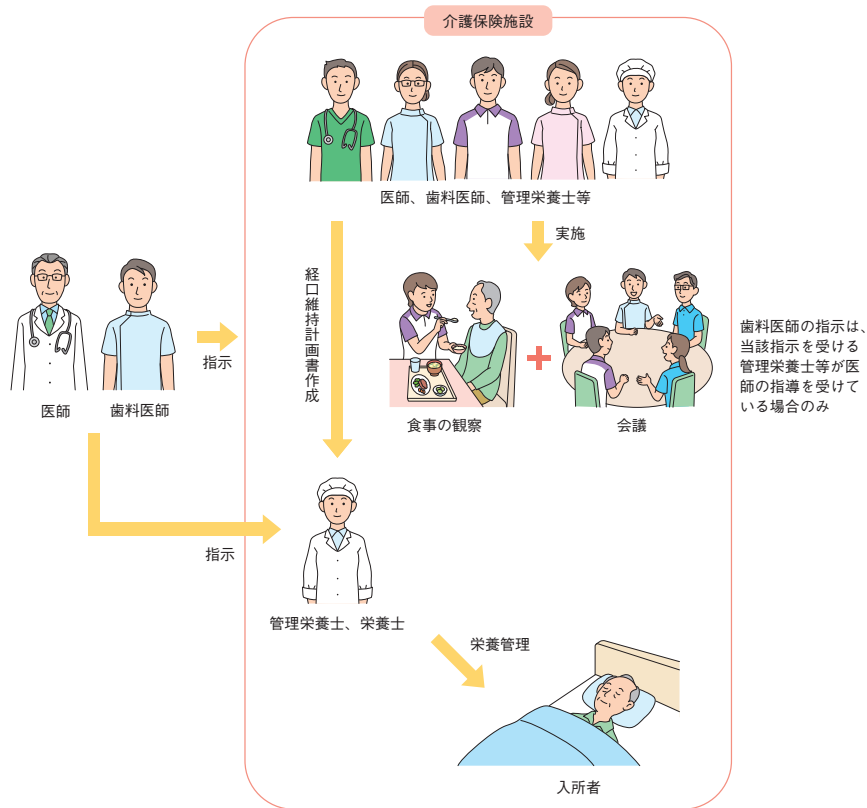 介護保険施設
医師、歯科医師、管理栄養士等
実施
経口維持計画書作成
指示
医師
歯科医師
食事の観察
会議
歯科医師の指示は、
当該指示を受ける
管理栄養士等が医
師の指導を受けて
いる場合のみ
指示
管理栄養士、栄養士
栄養管理
入所者